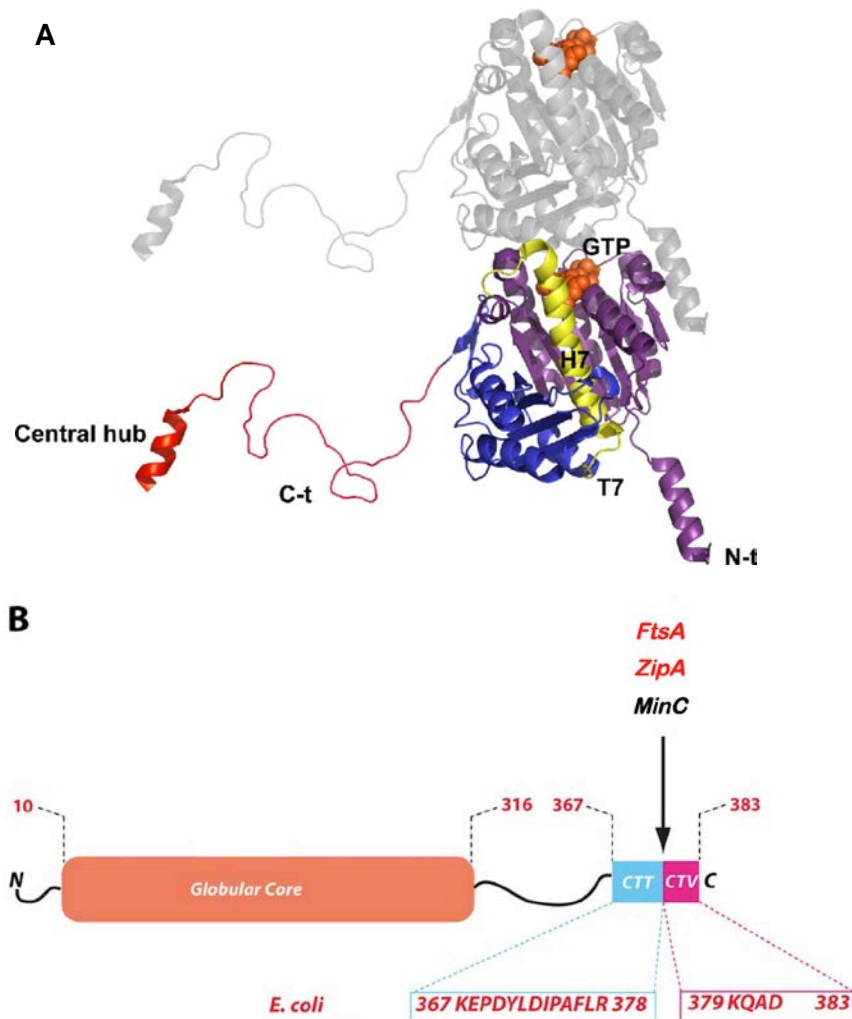 A
GTP
H7
Central hub
C-t
T7
N-t
B
FtsA
ZipA
MinC
10
316
367
383
N
Globular Core
CTT
CTV
C
E. coli
367 KEPDYLDIPAFLR 378
379 KQAD 383